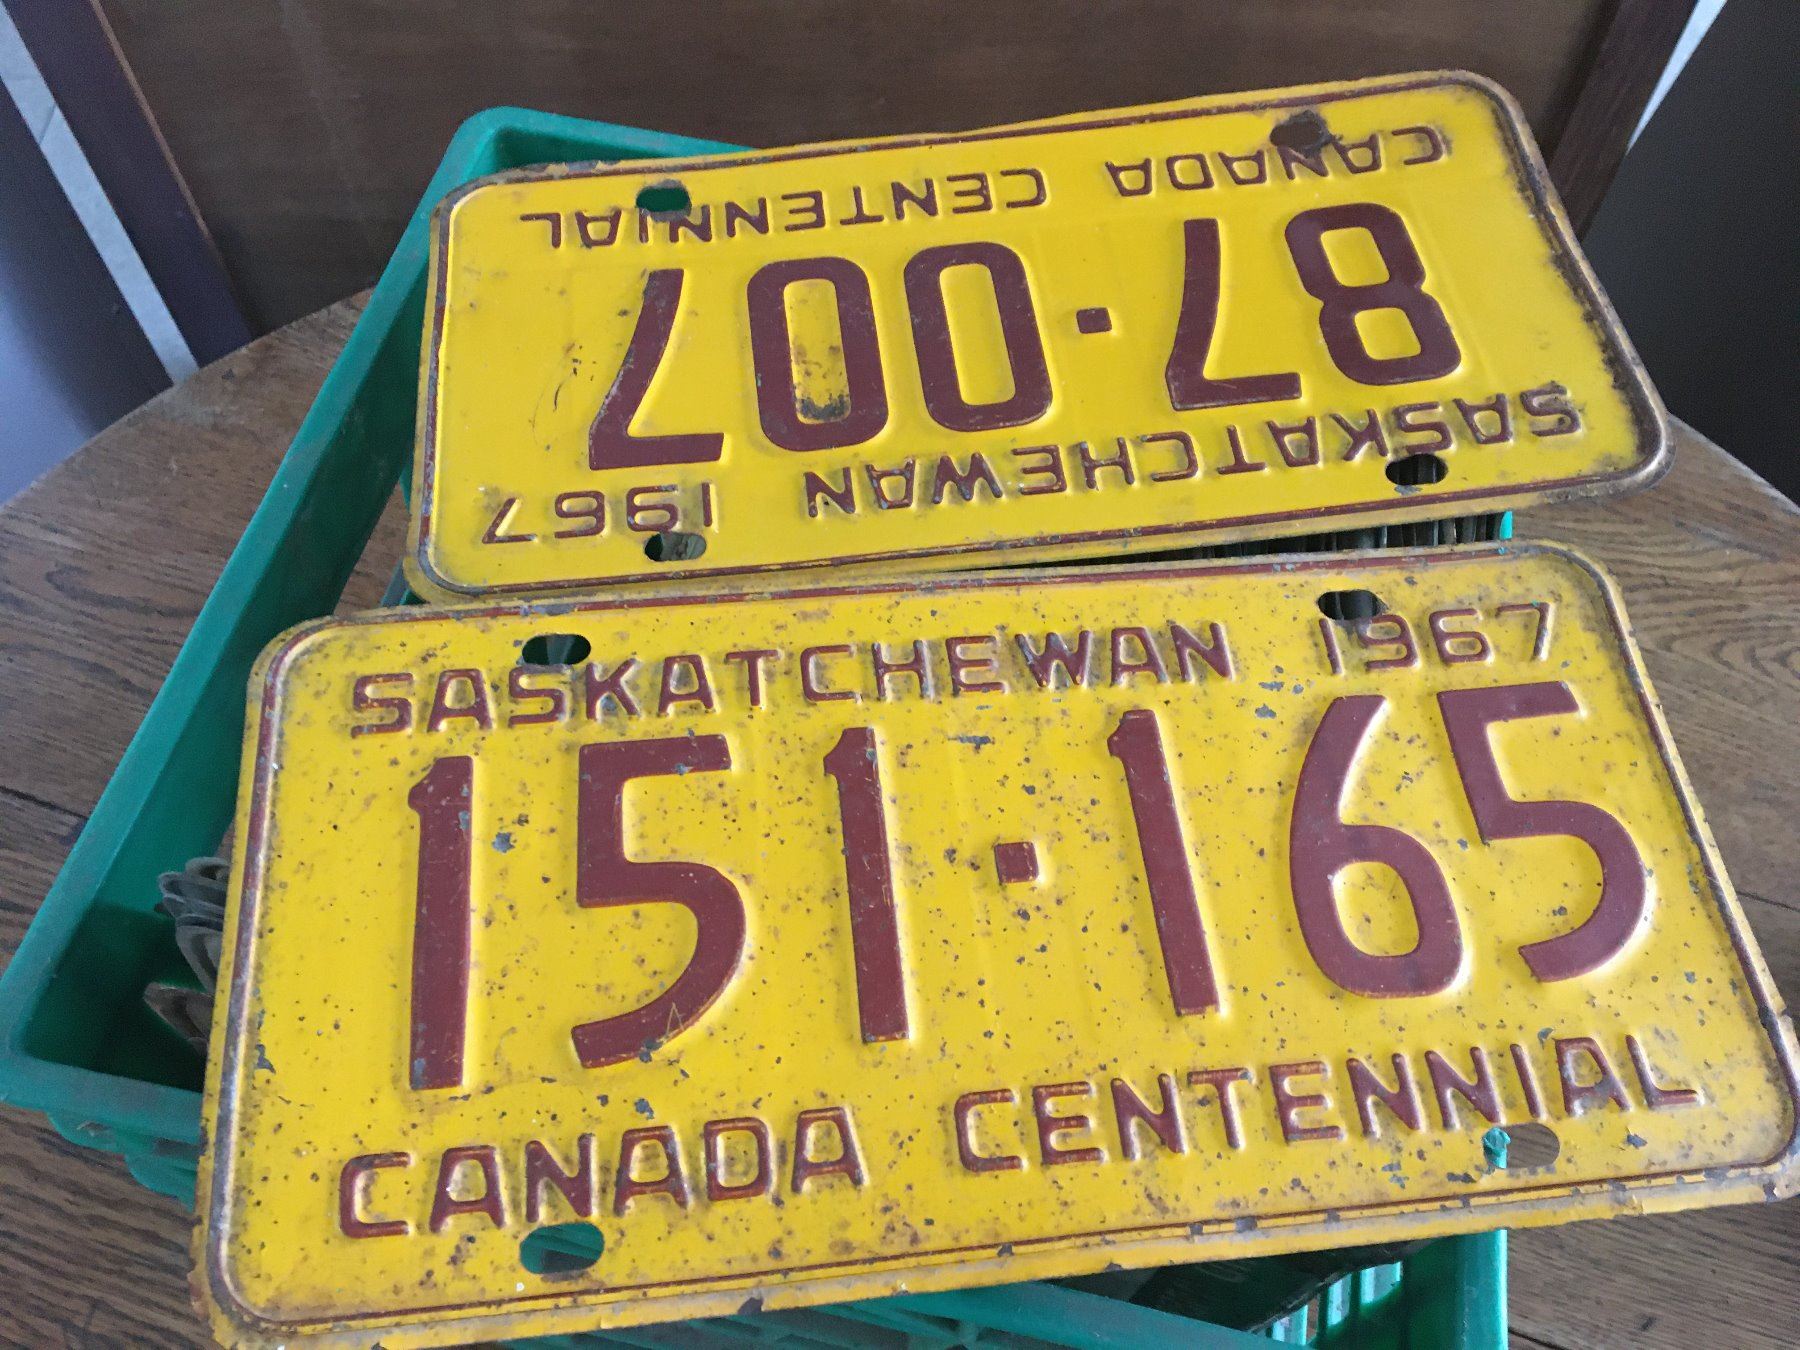 CANADA CENTENNIAL
87·007
SASKATCHEWAN 1967
SASKATCHEWAN 1967
151·165
CANADA CENTENNIAL